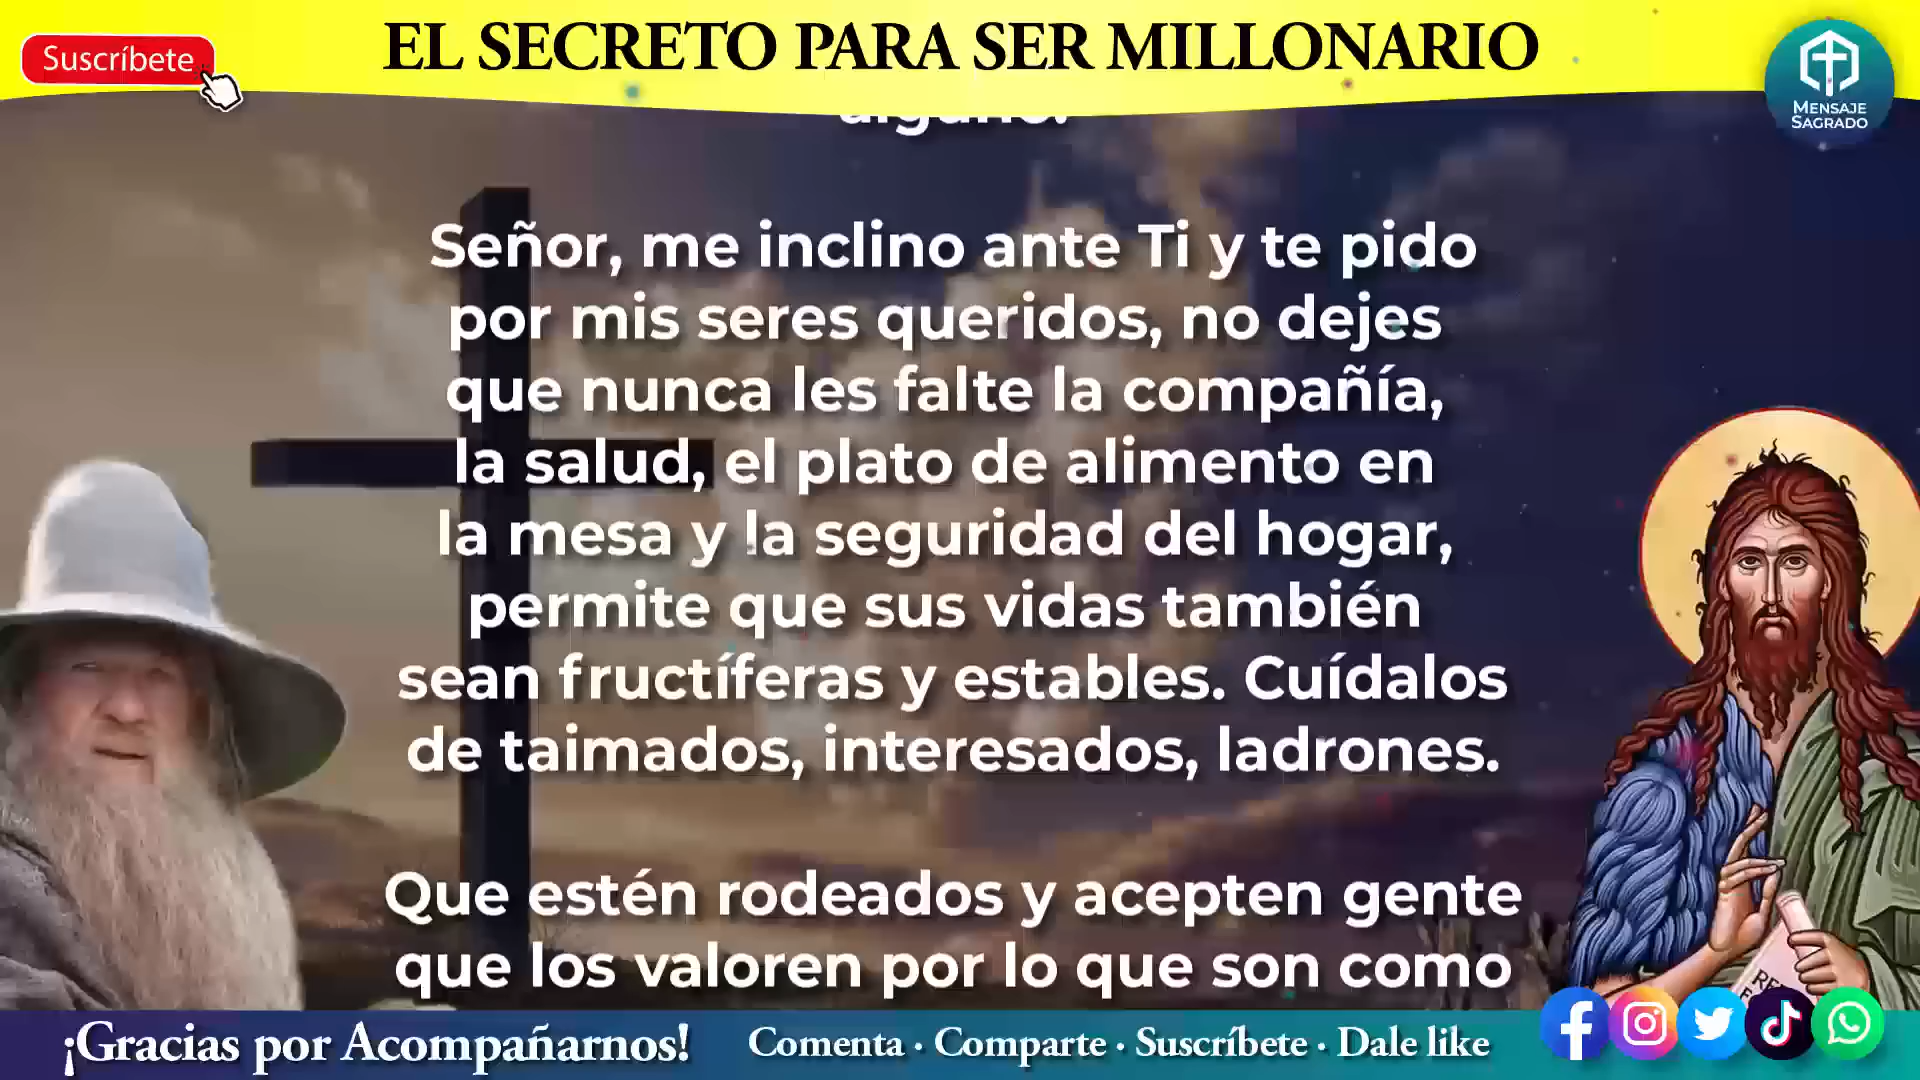 EL SECRETO PARA SER MILLONARIO
Suscríbete
MENSAJE
SAGRADO
Señor, me inclino ante Ti y te pido
por mis seres queridos, no dejes
que nunca les falte la compañía,
la salud, el plato de alimento en
la mesa y la seguridad del hogar,
permite que sus vidas también
sean fructíferas y estables. Cuídalos
de taimados, interesados, ladrones.
Que estén rodeados y acepten gente
que los valoren por lo que son como
¡Gracias por Acompañarnos!
Comenta · Comparte · Suscríbete · Dale like